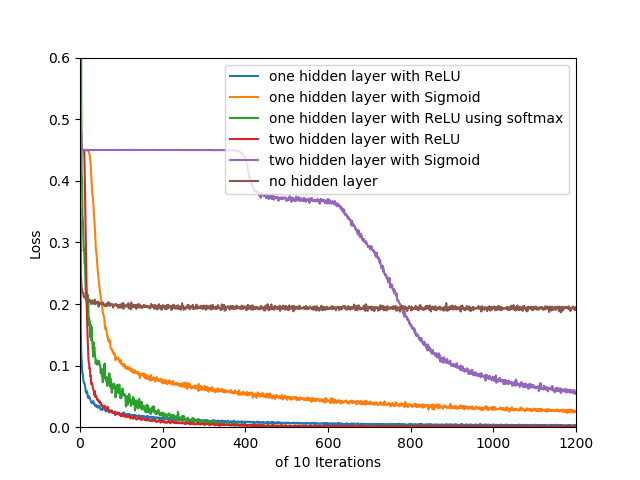 0.6
0.5
0.4
0.3
0.2
0.1
0.0
Loss
one hidden layer with ReLU
one hidden layer with Sigmoid
one hidden layer with ReLU using softmax
two hidden layer with ReLU
two hidden layer with Sigmoid
no hidden layer
0 200 400 600 800 1000 1200
of 10 Iterations